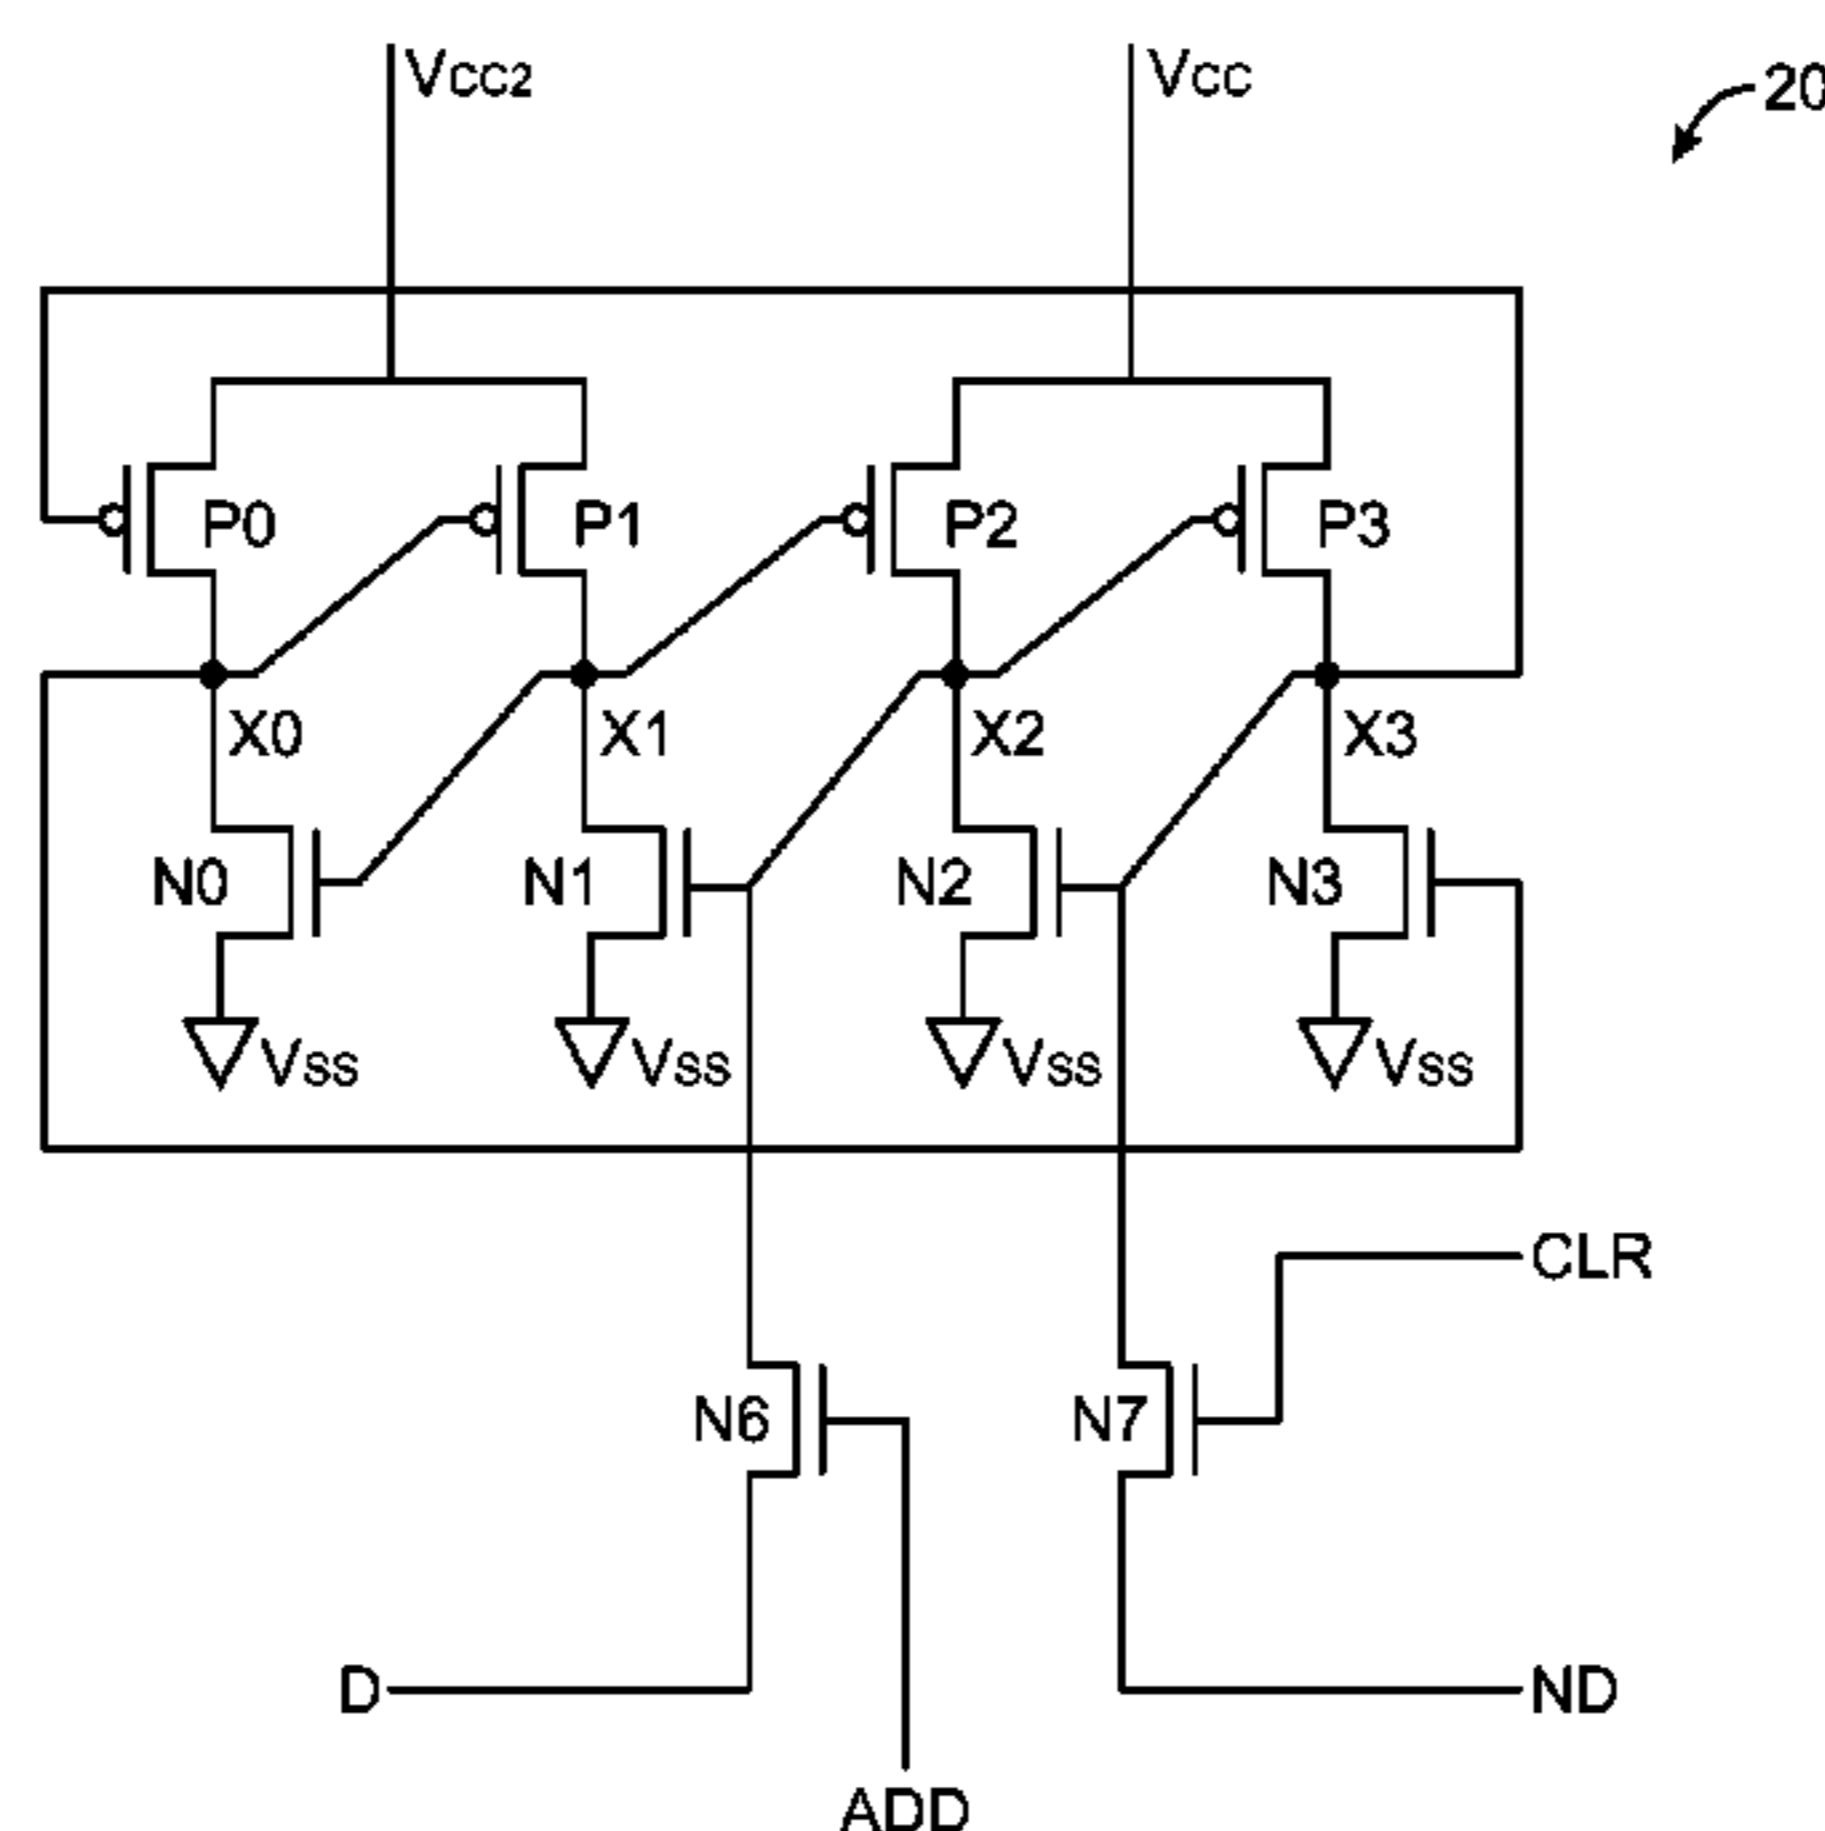 VCC2 VCC 20
P0 P1 P2 P3
X0 X1 X2 X3
N0 N1 N2 N3
VSS VSS VSS VSS
CLR
N6 N7
D ND
ADD